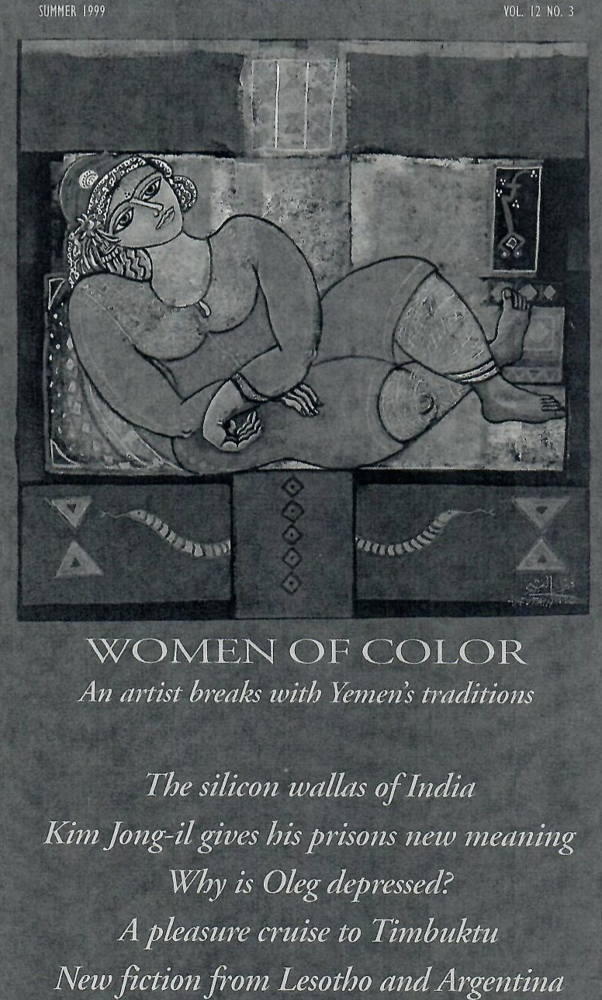 SUMMER 1999
VOL. 12 NO. 3
WOMEN OF COLOR
An artist breaks with Yemen's traditions
The silicon wallas of India
Kim Jong-il gives his prisons new meaning
Why is Oleg depressed?
A pleasure cruise to Timbuktu
New fiction from Lesotho and Argentina